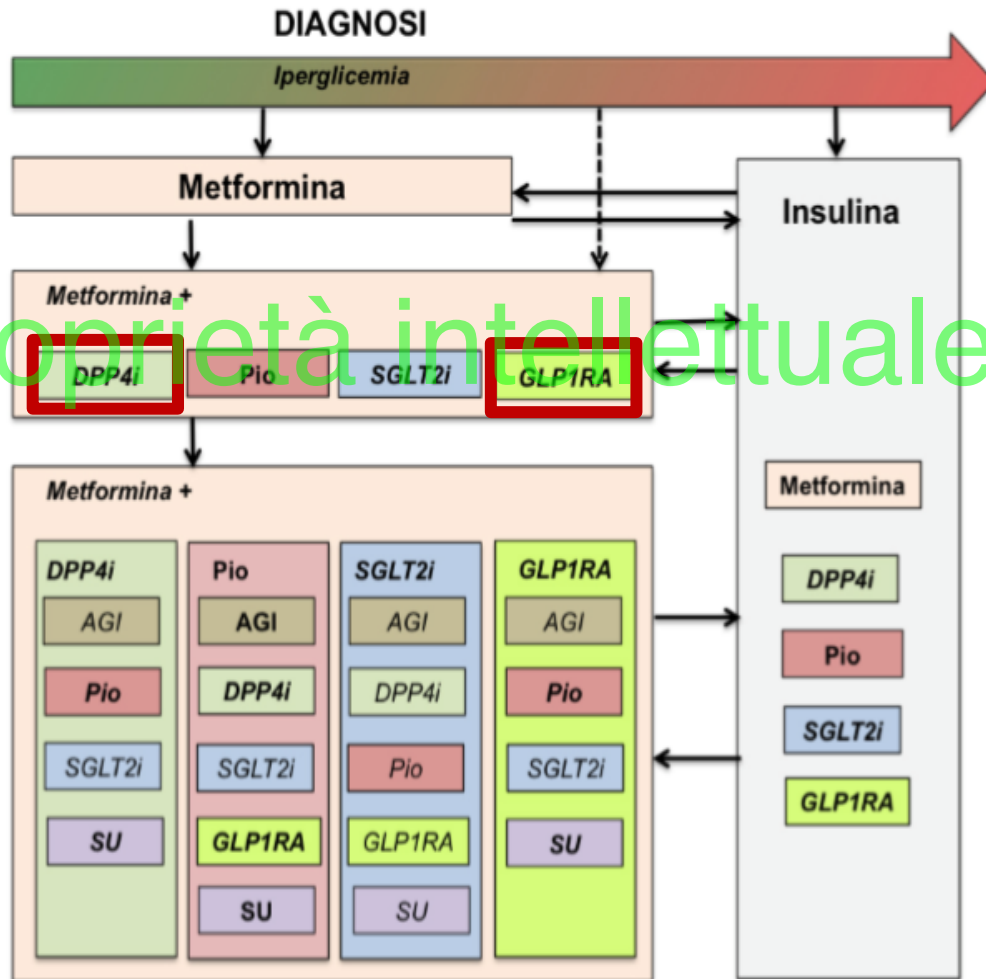 DIAGNOSI
Iperglicemia
Metformina
Insulina
Metformina +
oprietà intellettuale
DPP4i Pio SGLT2i GLP1RA
Metformina +
DPP4i
AGI
Pio
SGLT2i
SU
Pio
AGI
DPP4i
SGLT2i
GLP1RA
SU
SGLT2i
AGI
DPP4i
Pio
GLP1RA
SU
GLP1RA
AGI
Pio
SGLT2i
SU
Metformina
DPP4i
Pio
SGLT2i
GLP1RA